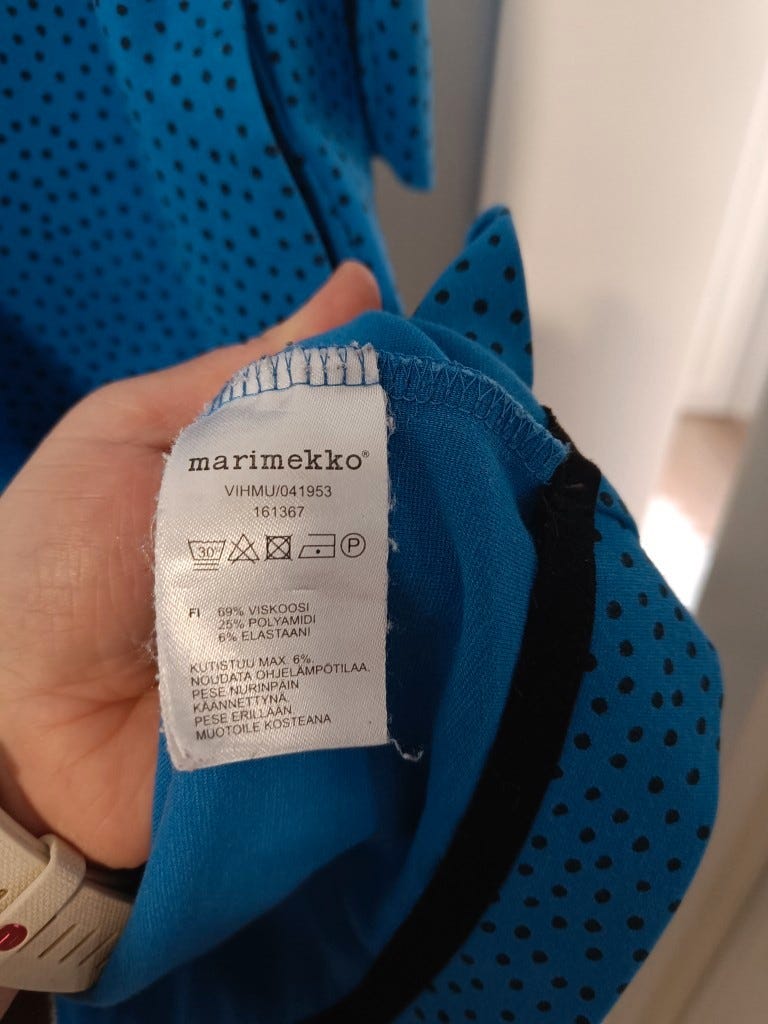 marimekko®
VIHMU/041953
161367
30° P
FI 69% VISKOOSI
25% POLYAMIDI
6% ELASTAANI
KUTISTUU MAX. 6%.
NOUDATA OHJELÄMPÖTILAA.
PESE NURINPÄIN
KÄÄNNETTYNÄ.
PESE ERILLÄÄN
MUOTOILE KOSTEANA